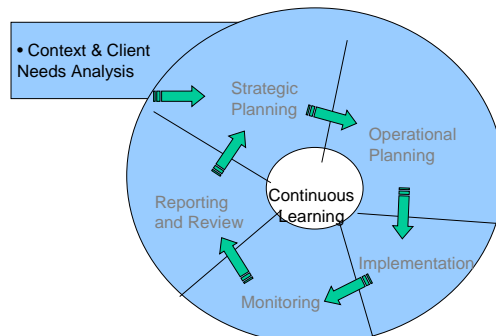 • Context & Client
Needs Analysis
Strategic
Planning
Operational
Planning
Continuous
Learning
Reporting
and Review
Implementation
Monitoring